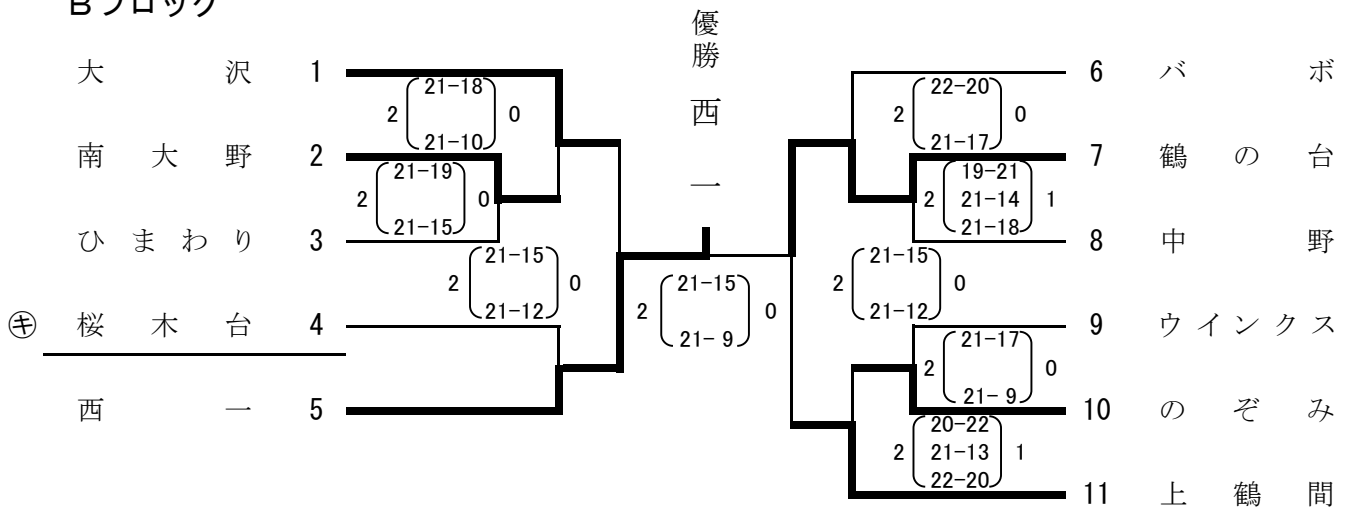 Bブロック
優勝 西一
大沢 1
21-18
2 0
21-10
南大野 2
21-19
2 0
21-15
ひまわり 3
21-15
2 0
21-12
㋖ 桜木台 4
西一 5
21-15
2 0
21- 9
6 バボ
22-20
2 0
21-17
7 鶴の台
19-21
2 21-14 1
21-18
8 中野
21-15
2 0
21-12
9 ウインクス
21-17
2 0
21- 9
10 のぞみ
20-22
2 21-13 1
22-20
11 上鶴間